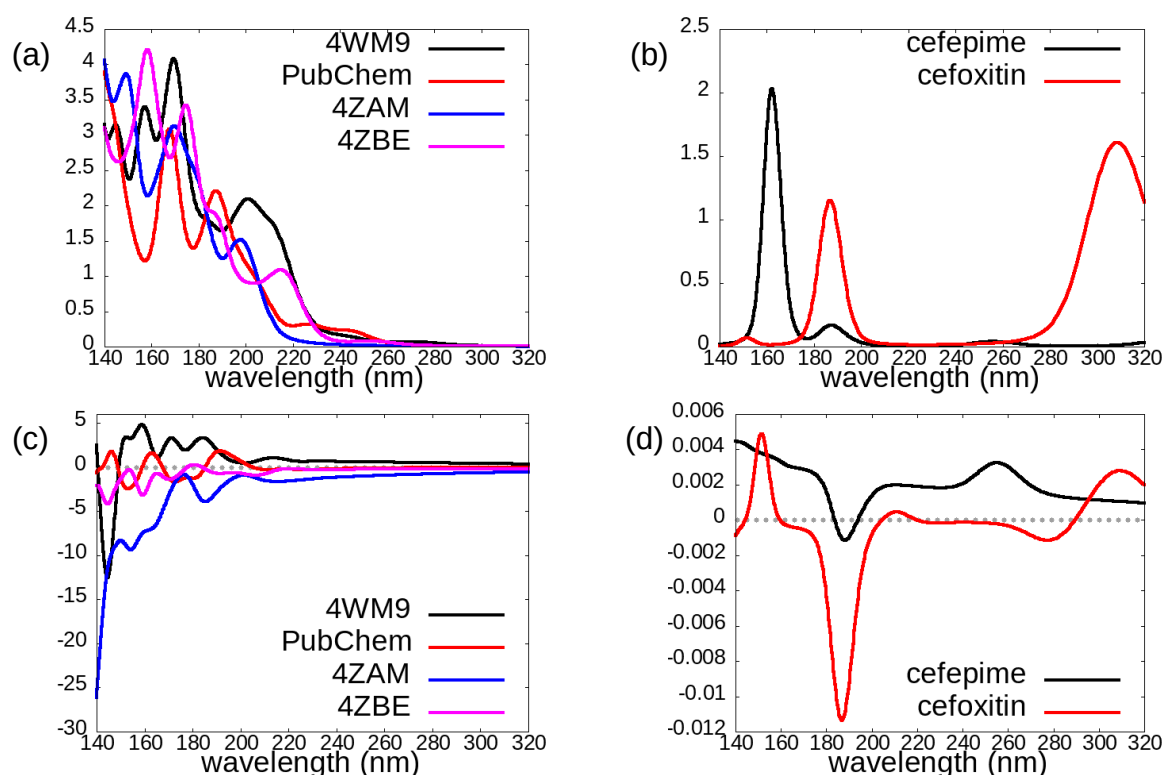 (a)
4.5
4
3.5
3
2.5
2
1.5
1
0.5
0
4WM9
PubChem
4ZAM
4ZBE
140 160 180 200 220 240 260 280 300 320
wavelength (nm)
(b)
2.5
2
1.5
1
0.5
0
cefepime
cefoxitin
140 160 180 200 220 240 260 280 300 320
wavelength (nm)
(c)
5
0
-5
-10
-15
-20
-25
-30
4WM9
PubChem
4ZAM
4ZBE
140 160 180 200 220 240 260 280 300 320
wavelength (nm)
(d)
0.006
0.004
0.002
0
-0.002
-0.004
-0.006
-0.008
-0.01
-0.012
cefepime
cefoxitin
140 160 180 200 220 240 260 280 300 320
wavelength (nm)